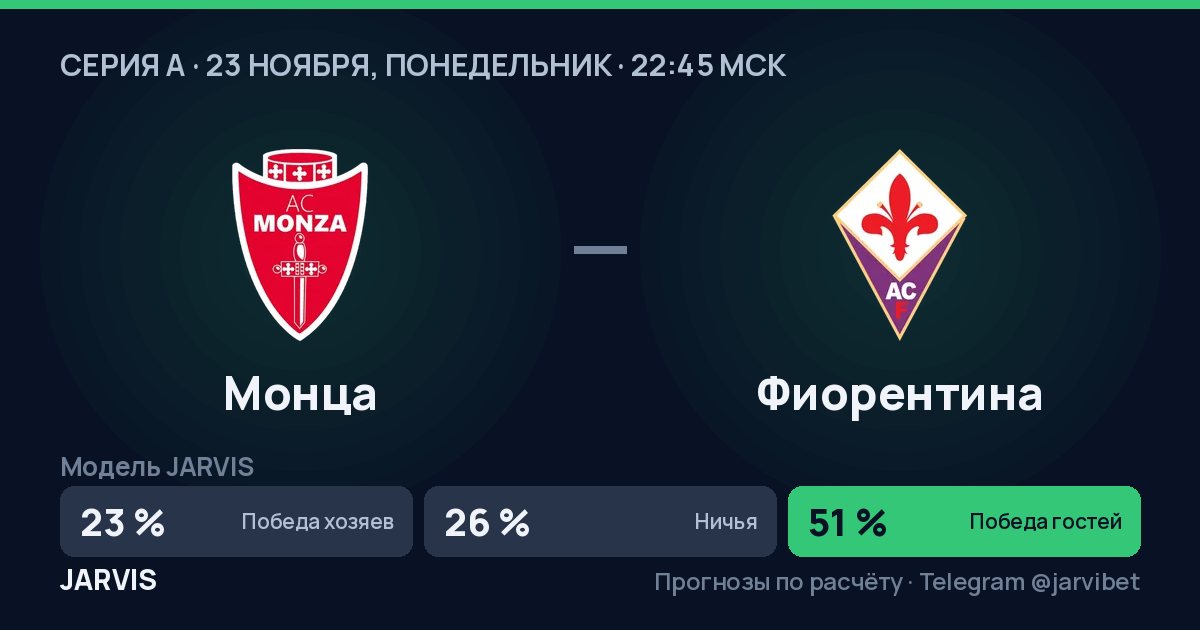 СЕРИЯ А · 23 НОЯБРЯ, ПОНЕДЕЛЬНИК · 22:45 МСК
AC
MONZA
AC
F
Монца
Фиорентина
Модель JARVIS
23 % Победа хозяев
26 % Ничья
51 % Победа гостей
JARVIS
Прогнозы по расчёту · Telegram @jarvibet